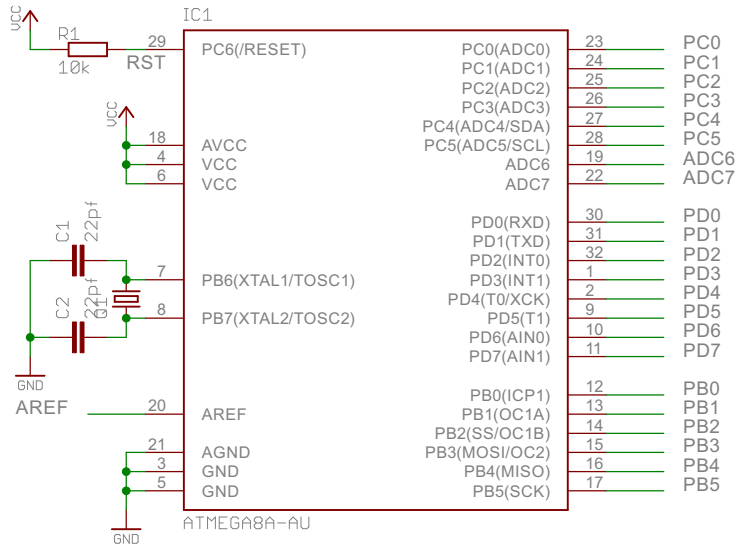 VCC
R1
10k
29
RST
IC1
PC6(/RESET)
VCC
18 AVCC
4 VCC
6 VCC
C1
22pf
7 PB6(XTAL1/TOSC1)
Q1
C2
22pf
8 PB7(XTAL2/TOSC2)
GND
AREF 20 AREF
21 AGND
3 GND
5 GND
GND
ATMEGA8A-AU
PC0(ADC0) 23 PC0
PC1(ADC1) 24 PC1
PC2(ADC2) 25 PC2
PC3(ADC3) 26 PC3
PC4(ADC4/SDA) 27 PC4
PC5(ADC5/SCL) 28 PC5
ADC6 19 ADC6
ADC7 22 ADC7
PD0(RXD) 30 PD0
PD1(TXD) 31 PD1
PD2(INT0) 32 PD2
PD3(INT1) 1 PD3
PD4(T0/XCK) 2 PD4
PD5(T1) 9 PD5
PD6(AIN0) 10 PD6
PD7(AIN1) 11 PD7
PB0(ICP1) 12 PB0
PB1(OC1A) 13 PB1
PB2(SS/OC1B) 14 PB2
PB3(MOSI/OC2) 15 PB3
PB4(MISO) 16 PB4
PB5(SCK) 17 PB5